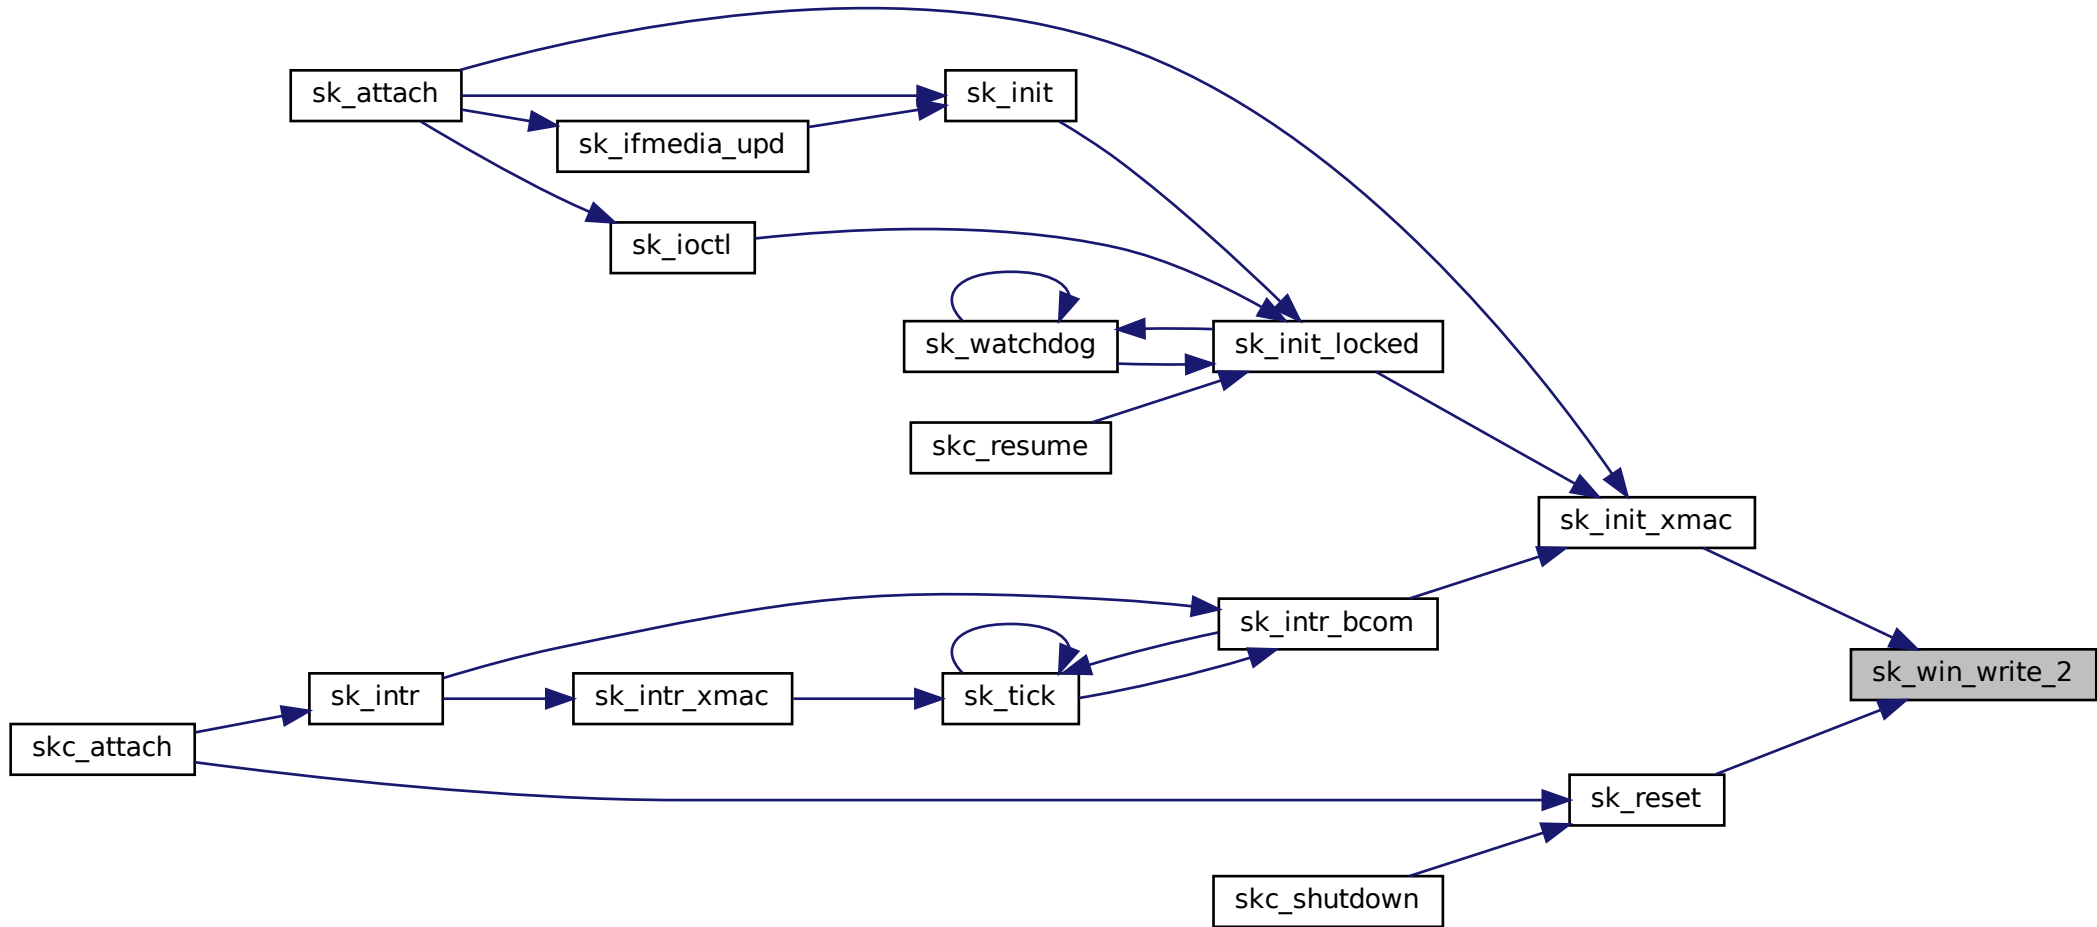 sk_attach
sk_init
sk_ifmedia_upd
sk_ioctl
sk_watchdog
sk_init_locked
skc_resume
sk_init_xmac
sk_intr_bcom
sk_win_write_2
sk_intr
sk_intr_xmac
sk_tick
skc_attach
sk_reset
skc_shutdown